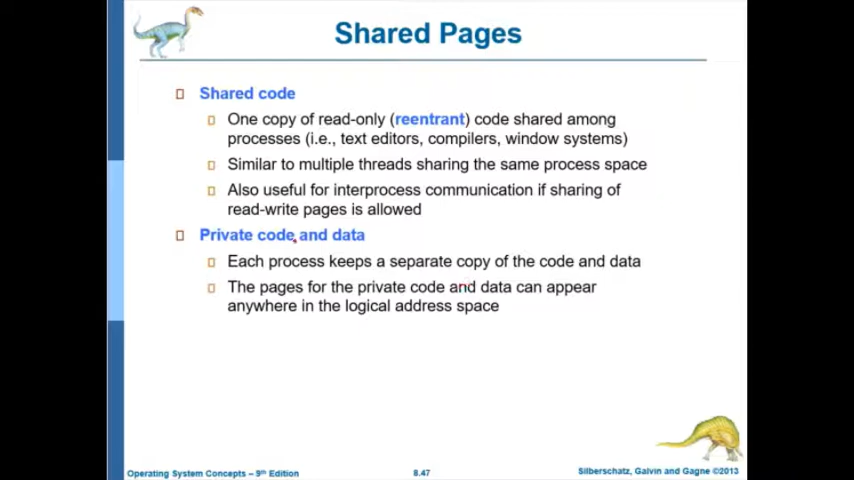 Shared Pages
Shared code
One copy of read-only (reentrant) code shared among
processes (i.e., text editors, compilers, window systems)
Similar to multiple threads sharing the same process space
Also useful for interprocess communication if sharing of
read-write pages is allowed
Private code and data
Each process keeps a separate copy of the code and data
The pages for the private code and data can appear
anywhere in the logical address space
Operating System Concepts – 9th Edition
8.47
Silberschatz, Galvin and Gagne ©2013